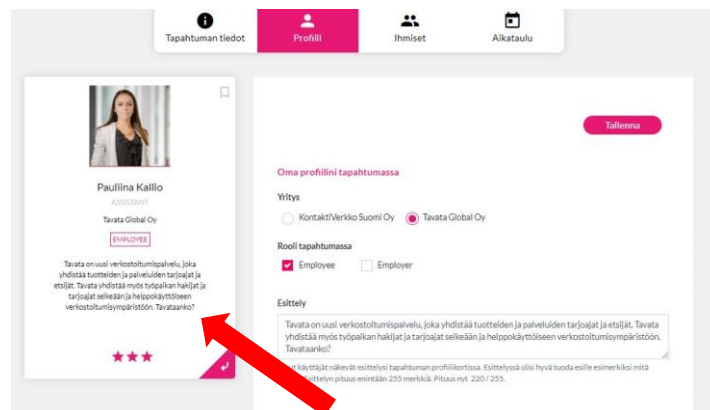 Tapahtuman tiedot
Profiili
Ihmiset
Aikataulu
Pauliina Kallio
ASSISTANT
Tavata Global Oy
EMPLOYEE
Tavata on uusi verkostoitumispalvelu, joka
yhdistää tuotteiden ja palveluiden tarjoajat ja
etsijät. Tavata yhdistää myös työpaikan hakijat ja
tarjoajat selkeään ja helppokäyttöiseen
verkostoitumisympäristöön. Tavataanko?
Tallenna
Oma profiilini tapahtumassa
Yritys
KontaktiVerkko Suomi Oy
Tavata Global Oy
Rooli tapahtumassa
Employee
Employer
Esittely
Tavata on uusi verkostoitumispalvelu, joka yhdistää tuotteiden ja palveluiden tarjoajat ja etsijät. Tavata
yhdistää myös työpaikan hakijat ja tarjoajat selkeään ja helppokäyttöiseen verkostoitumisympäristöön.
Tavataanko?
käyttäjät näkevät esittelysi tapahtuman profiilikortissa. Esittelyssä olisi hyvä tuoda esille esimerkiksi mitä
pituus enintään 255 merkkiä. Pituus nyt 220 / 255.